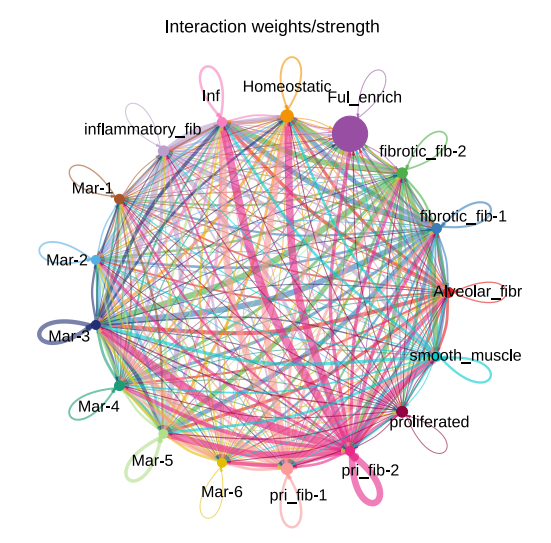 Interaction weights/strength
Homeostatic
Inf
Ful_enrich
inflammatory_fib
fibrotic_fib-2
Mar-1
fibrotic_fib-1
Mar-2
Alveolar_fibr
Mar-3
smooth_muscle
Mar-4
proliferated
Mar-5
pri_fib-2
Mar-6
pri_fib-1